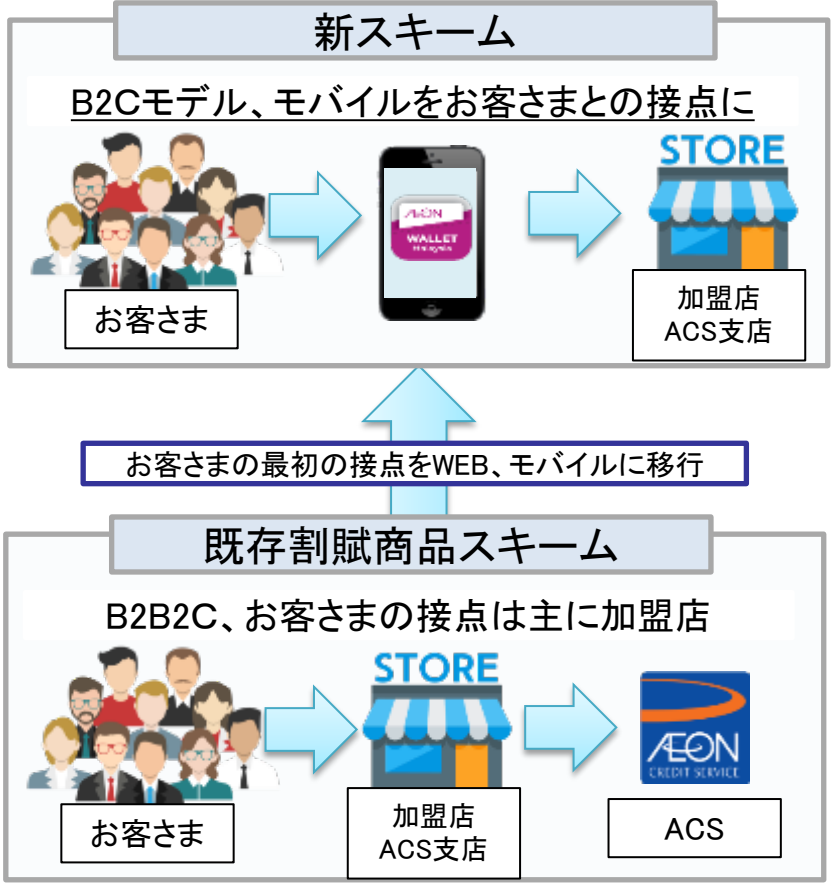 新スキーム
B2Cモデル、モバイルをお客さまとの接点に
STORE
ÆON
WALLET
Malaysia
お客さま
加盟店
ACS支店
お客さまの最初の接点をWEB、モバイルに移行
既存割賦商品スキーム
B2B2C、お客さまの接点は主に加盟店
STORE
ÆON
CREDIT SERVICE
お客さま
加盟店
ACS支店
ACS